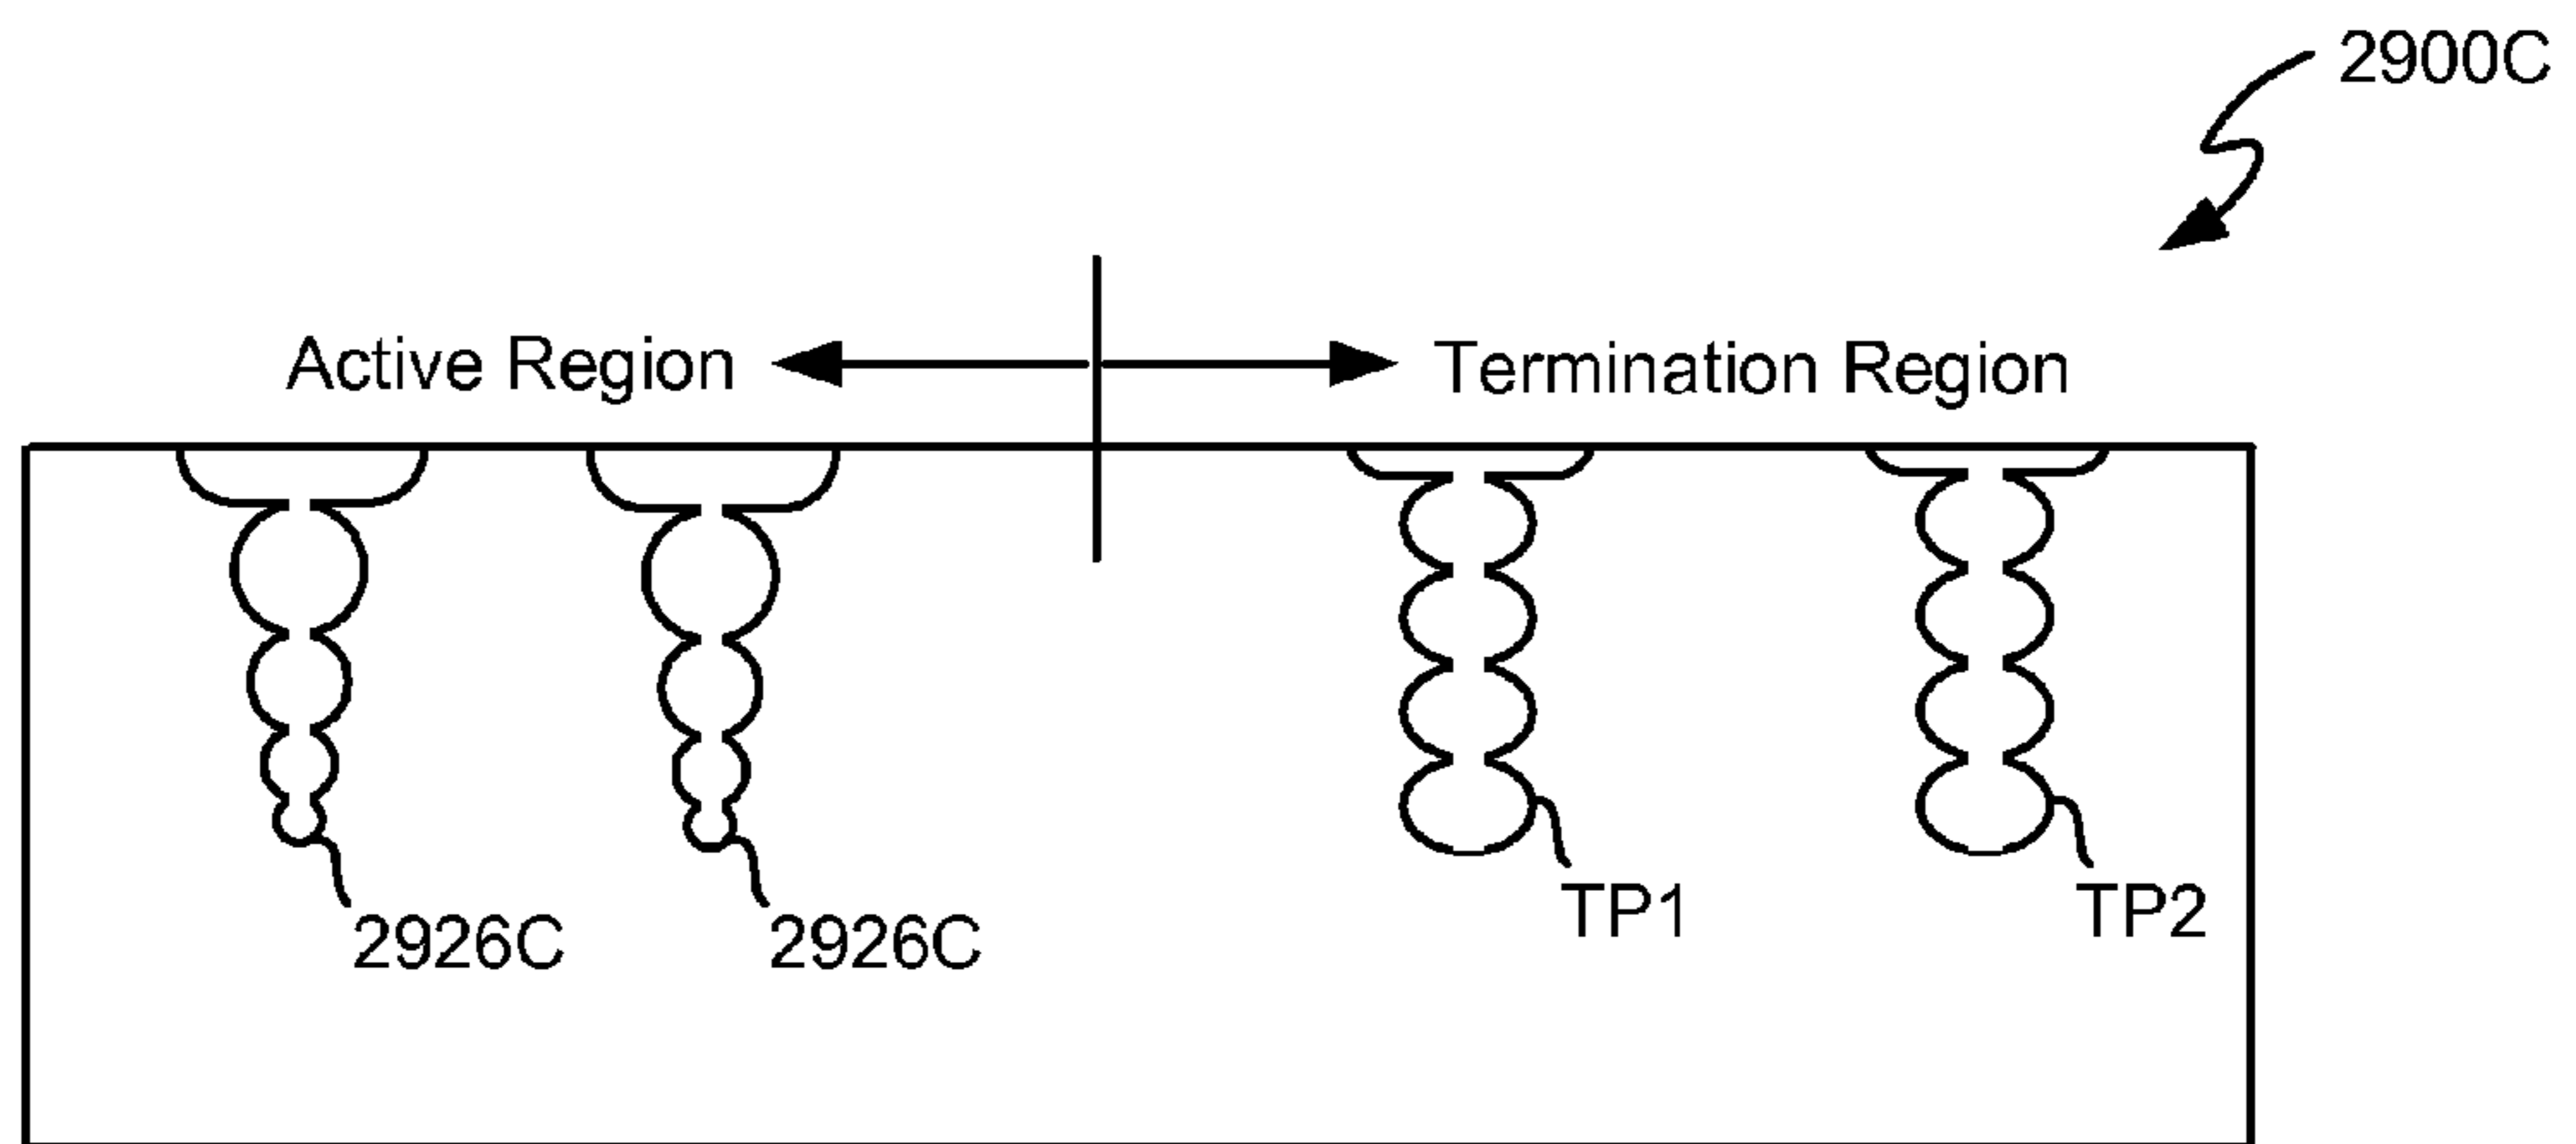 2900C
Active Region
Termination Region
2926C
2926C
TP1
TP2